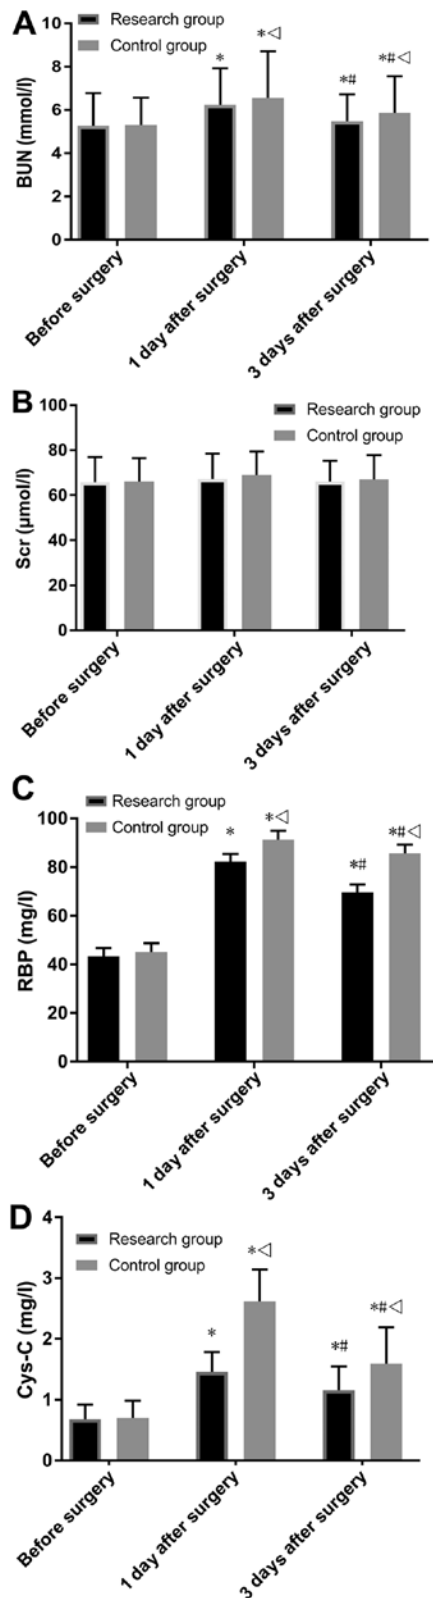 A
Research group
Control group
BUN (mmol/l)
10
8
6
4
2
0
*
*◁
*#
*#◁
Before surgery
1 day after surgery
3 days after surgery
B
Research group
Control group
Scr (μmol/l)
100
80
60
40
20
0
Before surgery
1 day after surgery
3 days after surgery
C
Research group
Control group
RBP (mg/l)
100
80
60
40
20
0
*
*◁
*#
*#◁
Before surgery
1 day after surgery
3 days after surgery
D
Research group
Control group
Cys-C (mg/l)
4
3
2
1
0
*
*◁
*#
*#◁
Before surgery
1 day after surgery
3 days after surgery